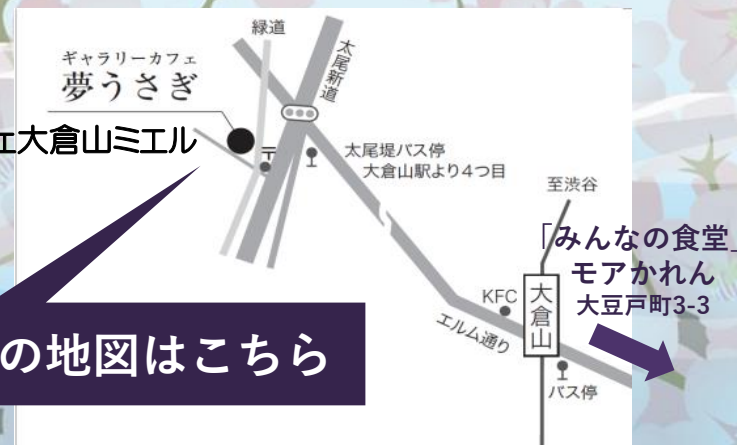 緑道
太尾新道
ギャラリーカフェ
夢うさぎ
ェ大倉山ミエル
〒
太尾堤バス停
大倉山駅より4つ目
至渋谷
「みんなの食堂」
モアかれん
大豆戸町3-3
KFC
大倉山
エルム通り
の地図はこちら
バス停